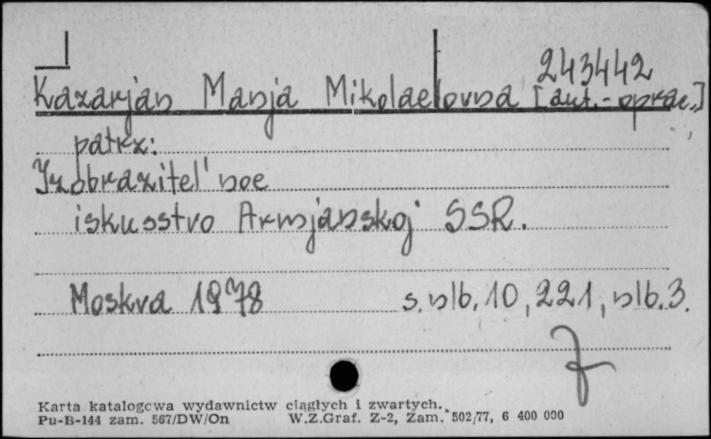 243442
Kazarjan Manja Mikolaelovna [aut.-oprac.]
patrz:
Izobrazitel'noe
iskusstvo Armjanskoj SSR.
Moskva 1978 s. nlb. 10, 221, nlb. 3.
Karta katalogowa wydawnictw ciągłych i zwartych.
Pu-B-144 zam. 567/DW/On W.Z.Graf. Z-2, Zam. 502/77, 6 400 000